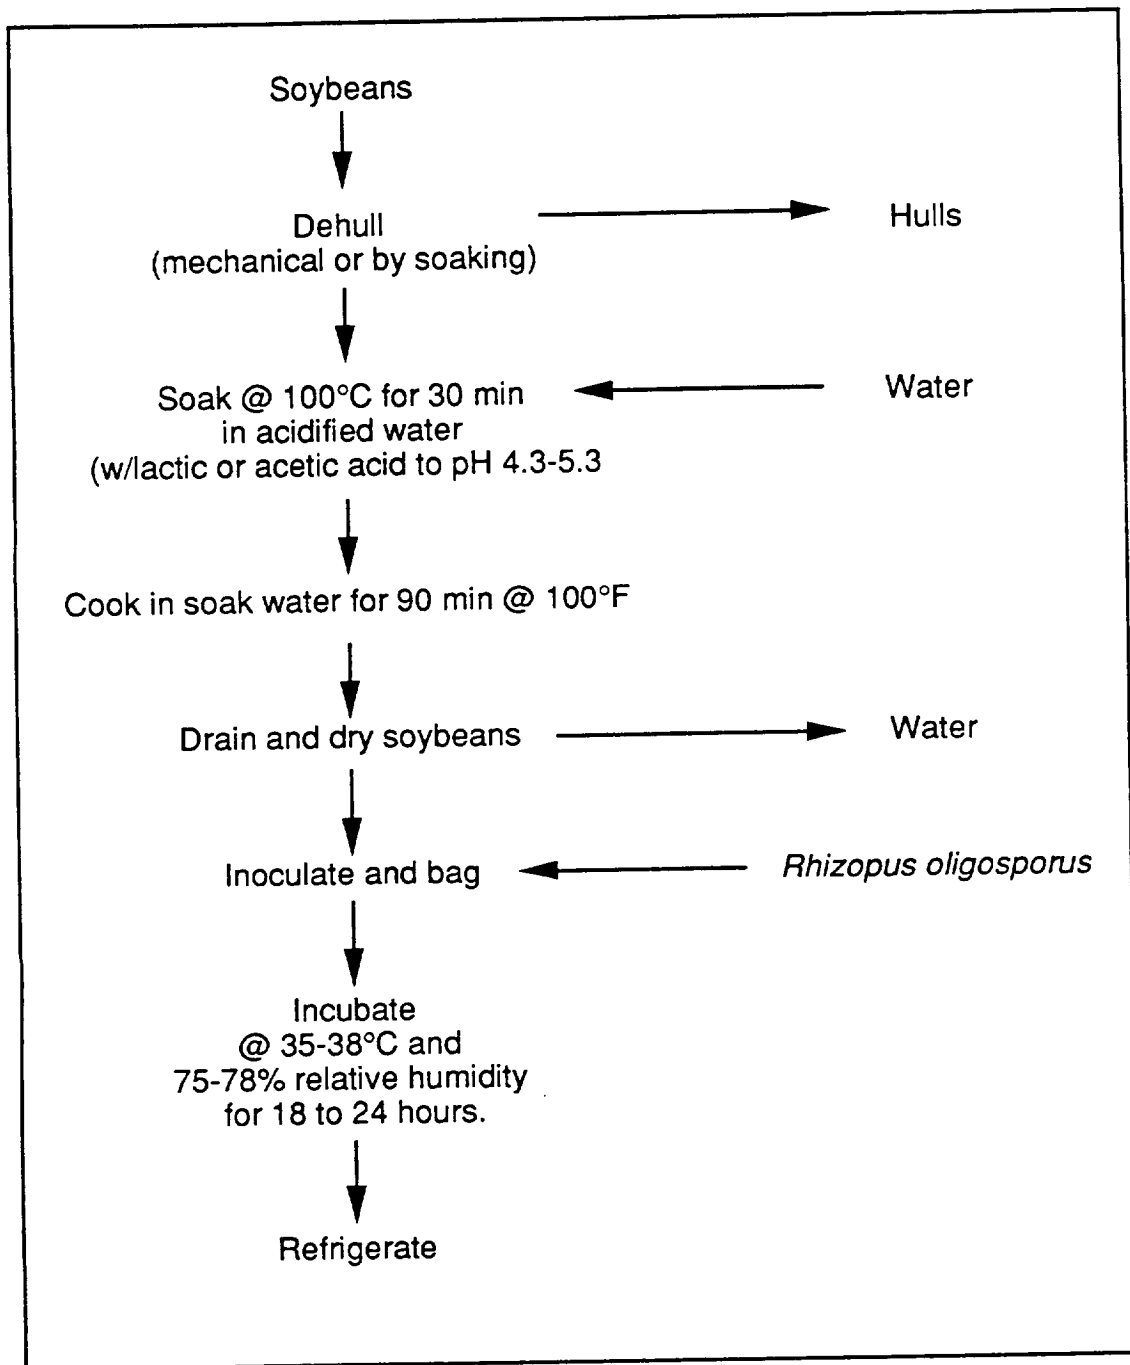 Soybeans
Dehull
(mechanical or by soaking)
Hulls
Soak @ 100°C for 30 min
in acidified water
(w/lactic or acetic acid to pH 4.3-5.3
Water
Cook in soak water for 90 min @ 100°F
Drain and dry soybeans
Water
Inoculate and bag
Rhizopus oligosporus
Incubate
@ 35-38°C and
75-78% relative humidity
for 18 to 24 hours.
Refrigerate